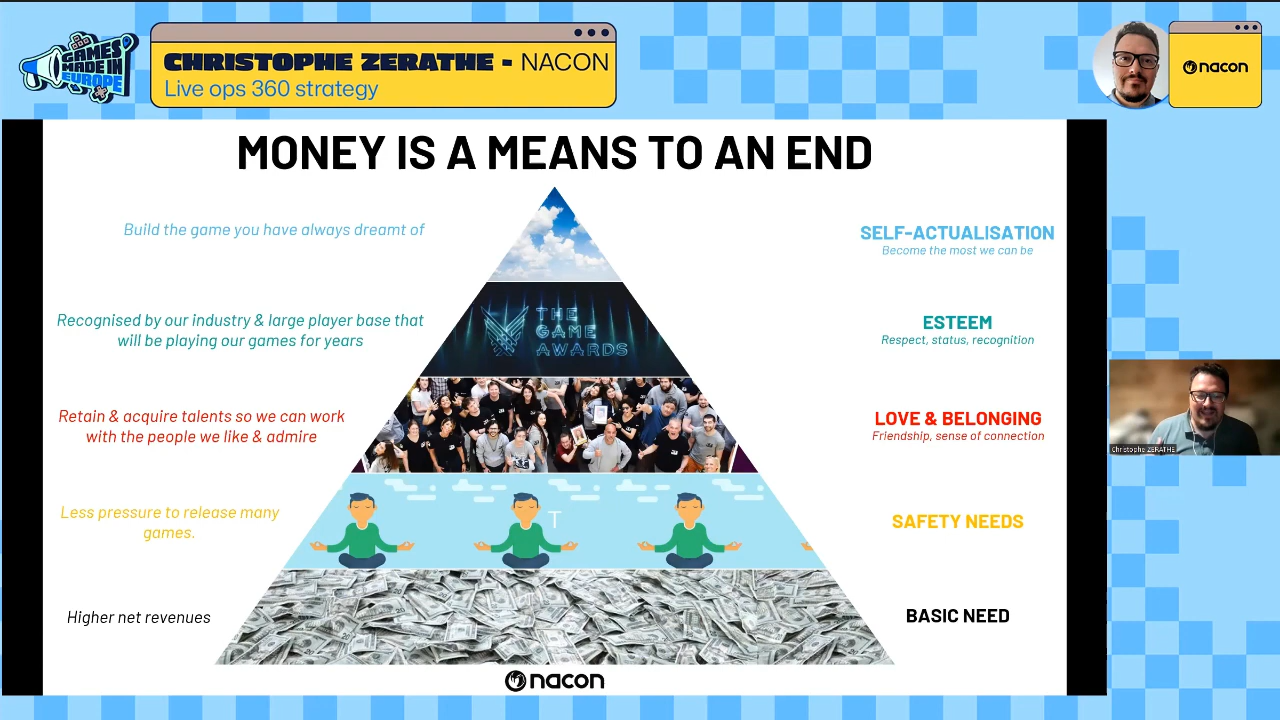 GAMES
MADE IN
EUROPE
CHRISTOPHE ZERATHE - NACON
Live ops 360 strategy
nacon
MONEY IS A MEANS TO AN END
Build the game you have always dreamt of
SELF-ACTUALISATION
Become the most we can be
Recognised by our industry & large player base that
will be playing our games for years
THE
GAME
AWARDS
ESTEEM
Respect, status, recognition
Retain & acquire talents so we can work
with the people we like & admire
LOVE & BELONGING
Friendship, sense of connection
Christophe ZERATHE
Less pressure to release many
games.
T
SAFETY NEEDS
Higher net revenues
BASIC NEED
nacon